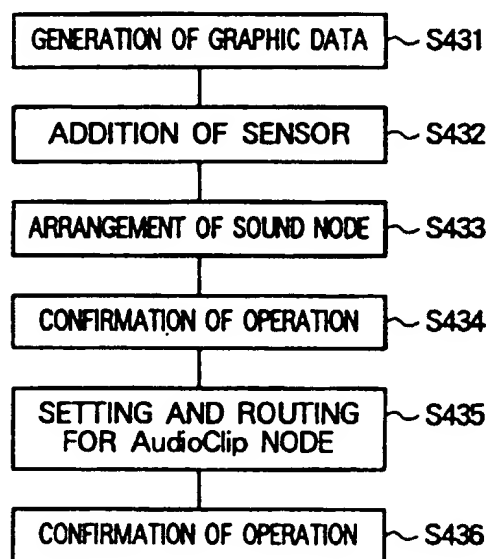 GENERATION OF GRAPHIC DATA ~ S431
ADDITION OF SENSOR ~ S432
ARRANGEMENT OF SOUND NODE ~ S433
CONFIRMATION OF OPERATION ~ S434
SETTING AND ROUTING ~ S435
FOR AudioClip NODE
CONFIRMATION OF OPERATION ~ S436